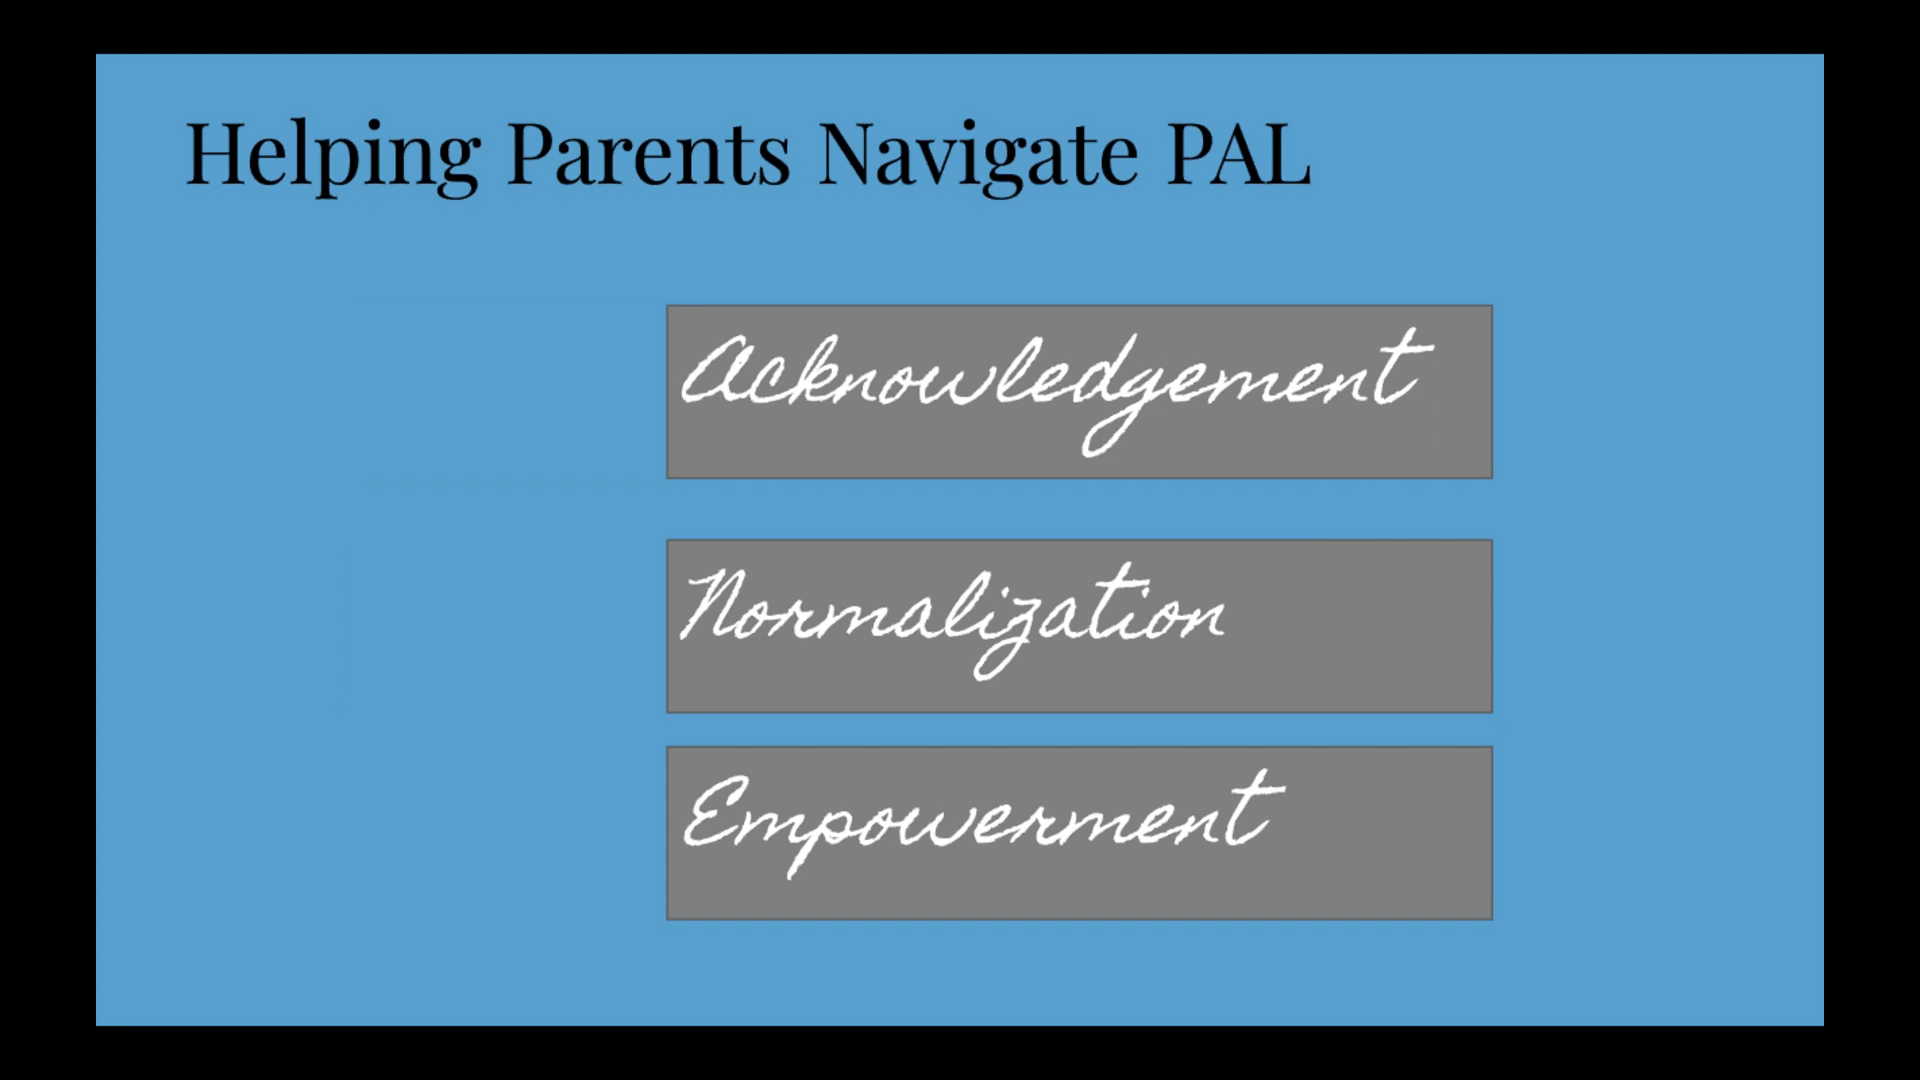 Helping Parents Navigate PAL
Acknowledgement
Normalization
Empowerment